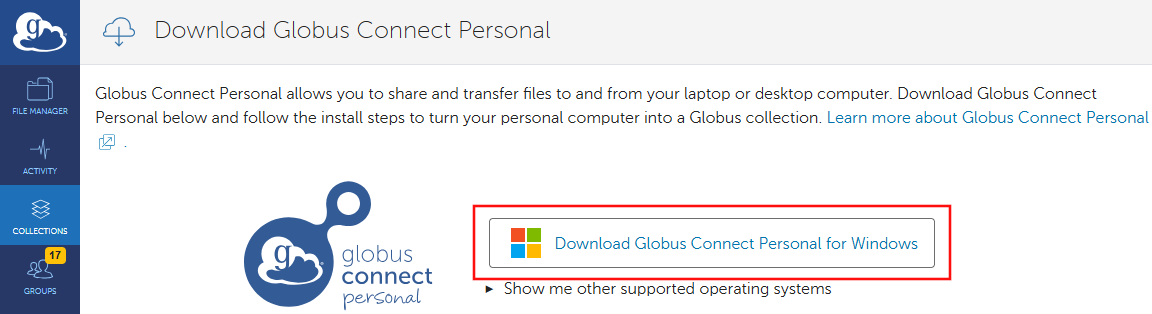 g
Download Globus Connect Personal
FILE MANAGER
ACTIVITY
COLLECTIONS
17
GROUPS
Globus Connect Personal allows you to share and transfer files to and from your laptop or desktop computer. Download Globus Connect
Personal below and follow the install steps to turn your personal computer into a Globus collection. Learn more about Globus Connect Personal
.
g
globus
connect
personal
Download Globus Connect Personal for Windows
► Show me other supported operating systems